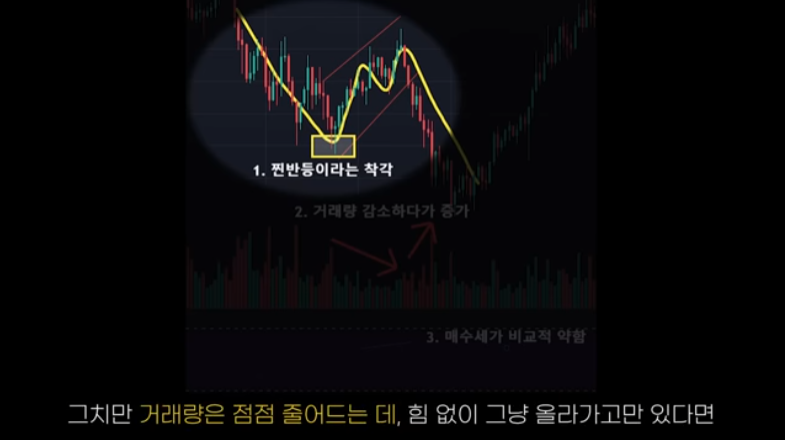 1. 찐반등이라는 착각
2. 거래량 감소하다가 증가
3. 매수세가 비교적 약함
그치만 거래량은 점점 줄어드는 데, 힘 없이 그냥 올라가고만 있다면